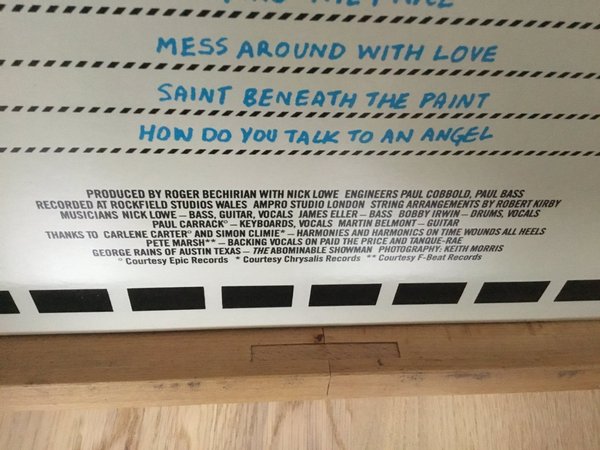 MESS AROUND WITH LOVE
SAINT BENEATH THE PAINT
HOW DO YOU TALK TO AN ANGEL
PRODUCED BY ROGER BECHIRIAN WITH NICK LOWE ENGINEERS PAUL COBBOLD, PAUL BASS
RECORDED AT ROCKFIELD STUDIOS WALES AMPRO STUDIO LONDON STRING ARRANGEMENTS BY ROBERT KIRBY
MUSICIANS NICK LOWE – BASS, GUITAR, VOCALS JAMES ELLER – BASS BOBBY IRWIN – DRUMS, VOCALS
PAUL CARRACK° – KEYBOARDS, VOCALS MARTIN BELMONT – GUITAR
THANKS TO CARLENE CARTER° AND SIMON CLIMIE* – HARMONIES AND HARMONICS ON TIME WOUNDS ALL HEELS
PETE MARSH** – BACKING VOCALS ON PAID THE PRICE AND TANQUE-RAE
GEORGE RAINS OF AUSTIN TEXAS – THE ABOMINABLE SHOWMAN PHOTOGRAPHY: KEITH MORRIS
° Courtesy Epic Records * Courtesy Chrysalis Records ** Courtesy F-Beat Records